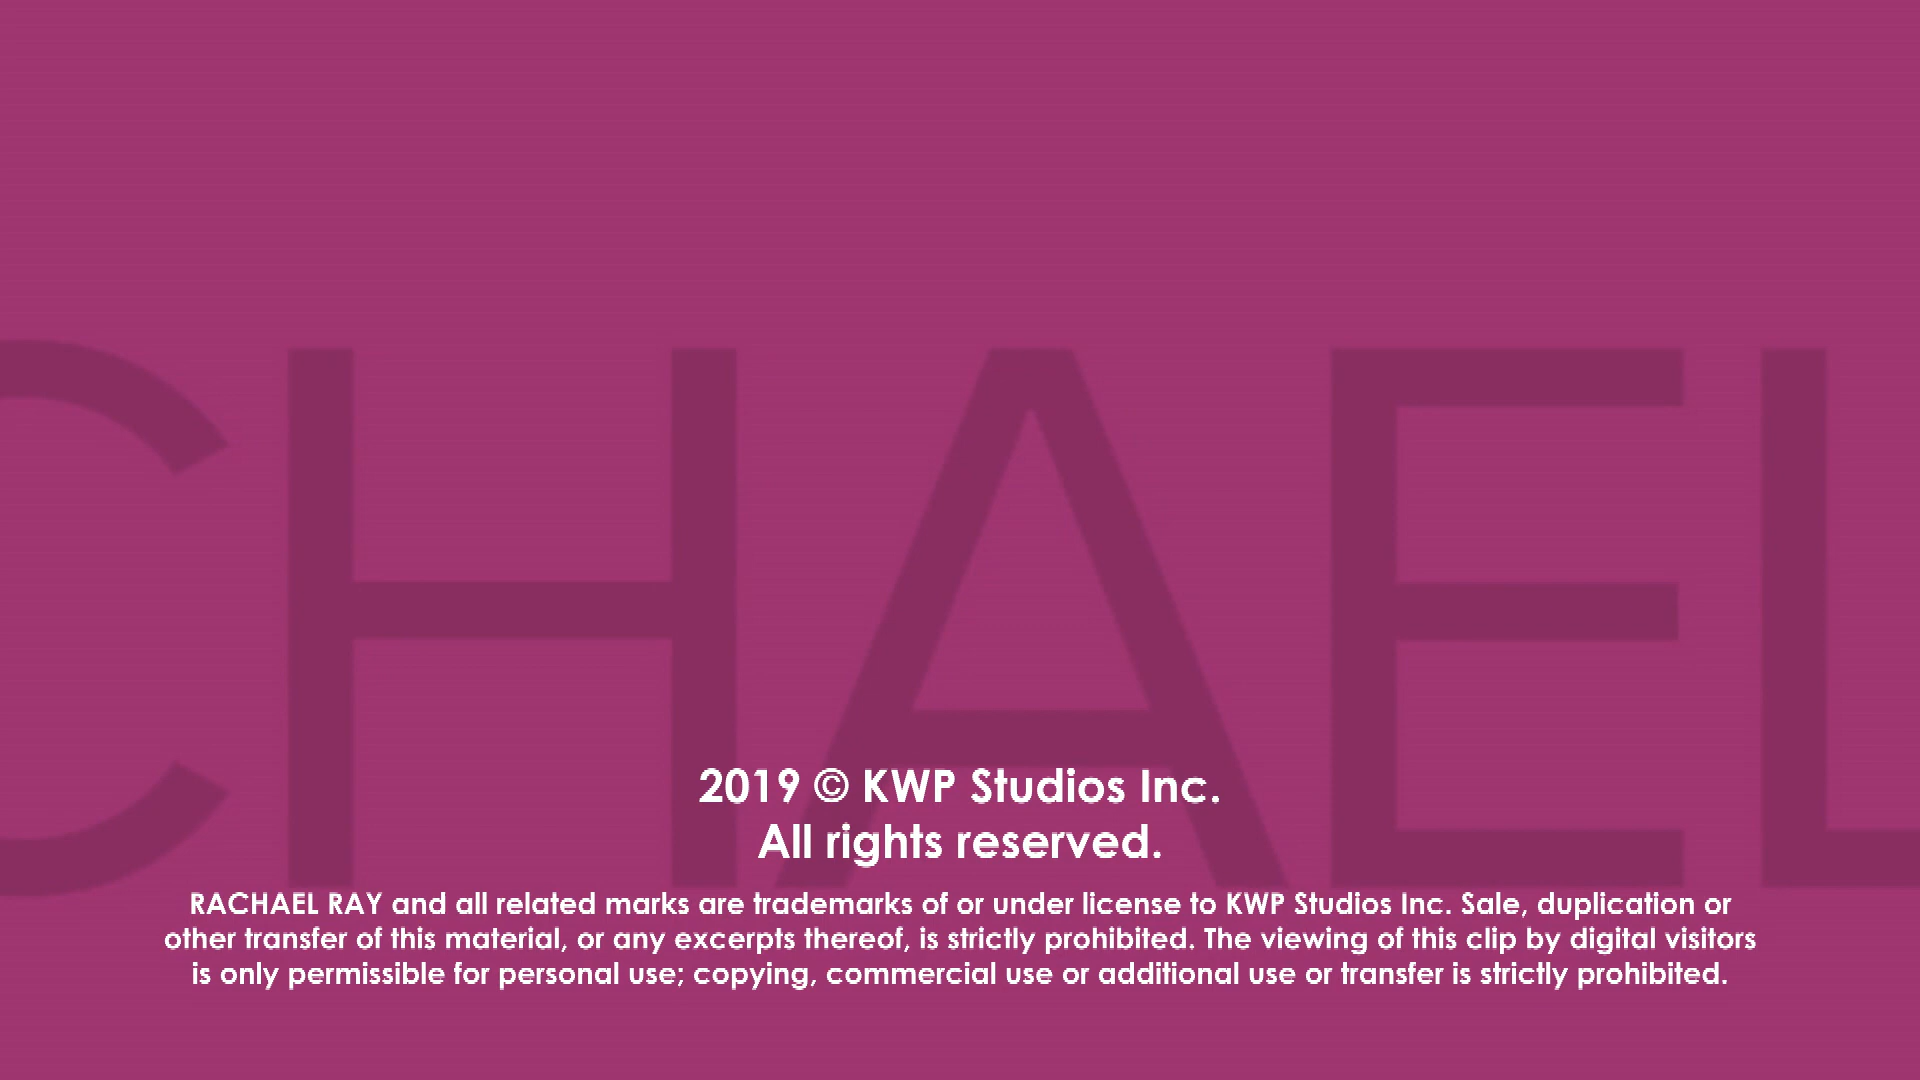 CHAEL
2019 © KWP Studios Inc.
All rights reserved.
RACHAEL RAY and all related marks are trademarks of or under license to KWP Studios Inc. Sale, duplication or
other transfer of this material, or any excerpts thereof, is strictly prohibited. The viewing of this clip by digital visitors
is only permissible for personal use; copying, commercial use or additional use or transfer is strictly prohibited.